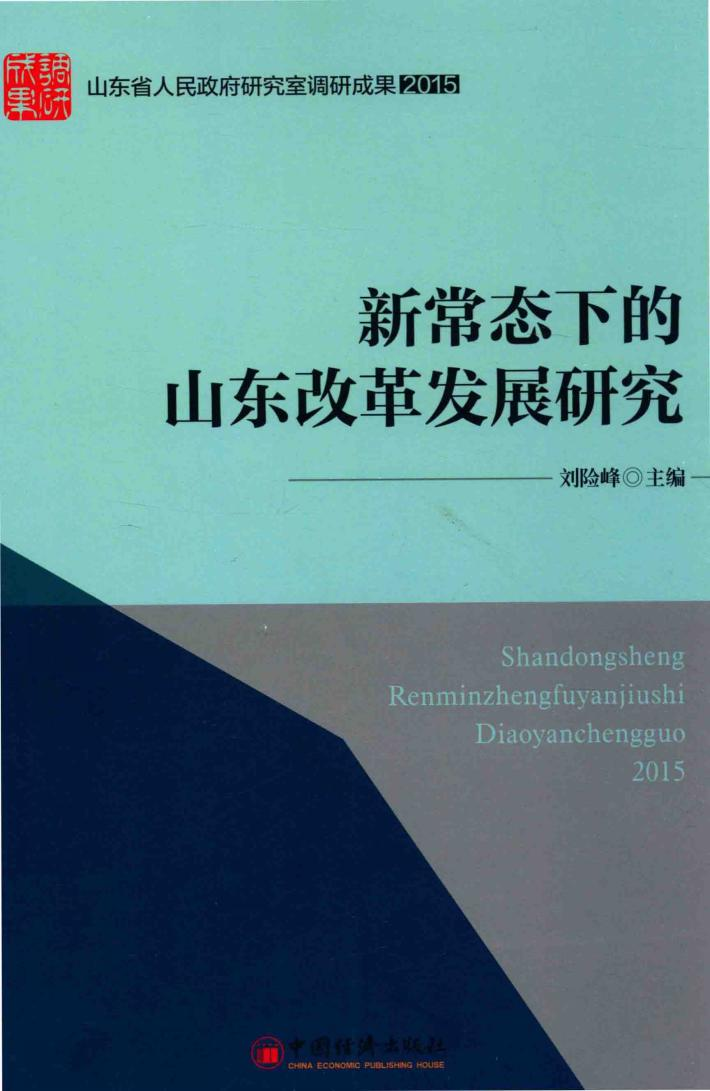 調研
成果
山东省人民政府研究室调研成果2015
新常态下的
山东改革发展研究
刘险峰◎主编
Shandongsheng
Renminzhengfuyanjiushi
Diaoyanchengguo
2015
中国经济出版社
CHINA ECONOMIC PUBLISHING HOUSE